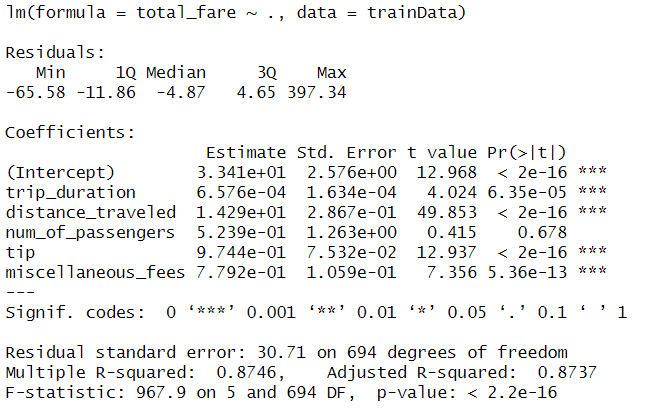 lm(formula = total_fare ~ ., data = trainData)
Residuals:
Min 1Q Median 3Q Max
-65.58 -11.86 -4.87 4.65 397.34
Coefficients:
Estimate Std. Error t value Pr(>|t|)
(Intercept) 3.341e+01 2.576e+00 12.968 < 2e-16 ***
trip_duration 6.576e-04 1.634e-04 4.024 6.35e-05 ***
distance_traveled 1.429e+01 2.867e-01 49.853 < 2e-16 ***
num_of_passengers 5.239e-01 1.263e+00 0.415 0.678
tip 9.744e-01 7.532e-02 12.937 < 2e-16 ***
miscellaneous_fees 7.792e-01 1.059e-01 7.356 5.36e-13 ***
---
Signif. codes: 0 ‘***’ 0.001 ‘**’ 0.01 ‘*’ 0.05 ‘.’ 0.1 ‘ ’ 1
Residual standard error: 30.71 on 694 degrees of freedom
Multiple R-squared: 0.8746, Adjusted R-squared: 0.8737
F-statistic: 967.9 on 5 and 694 DF, p-value: < 2.2e-16